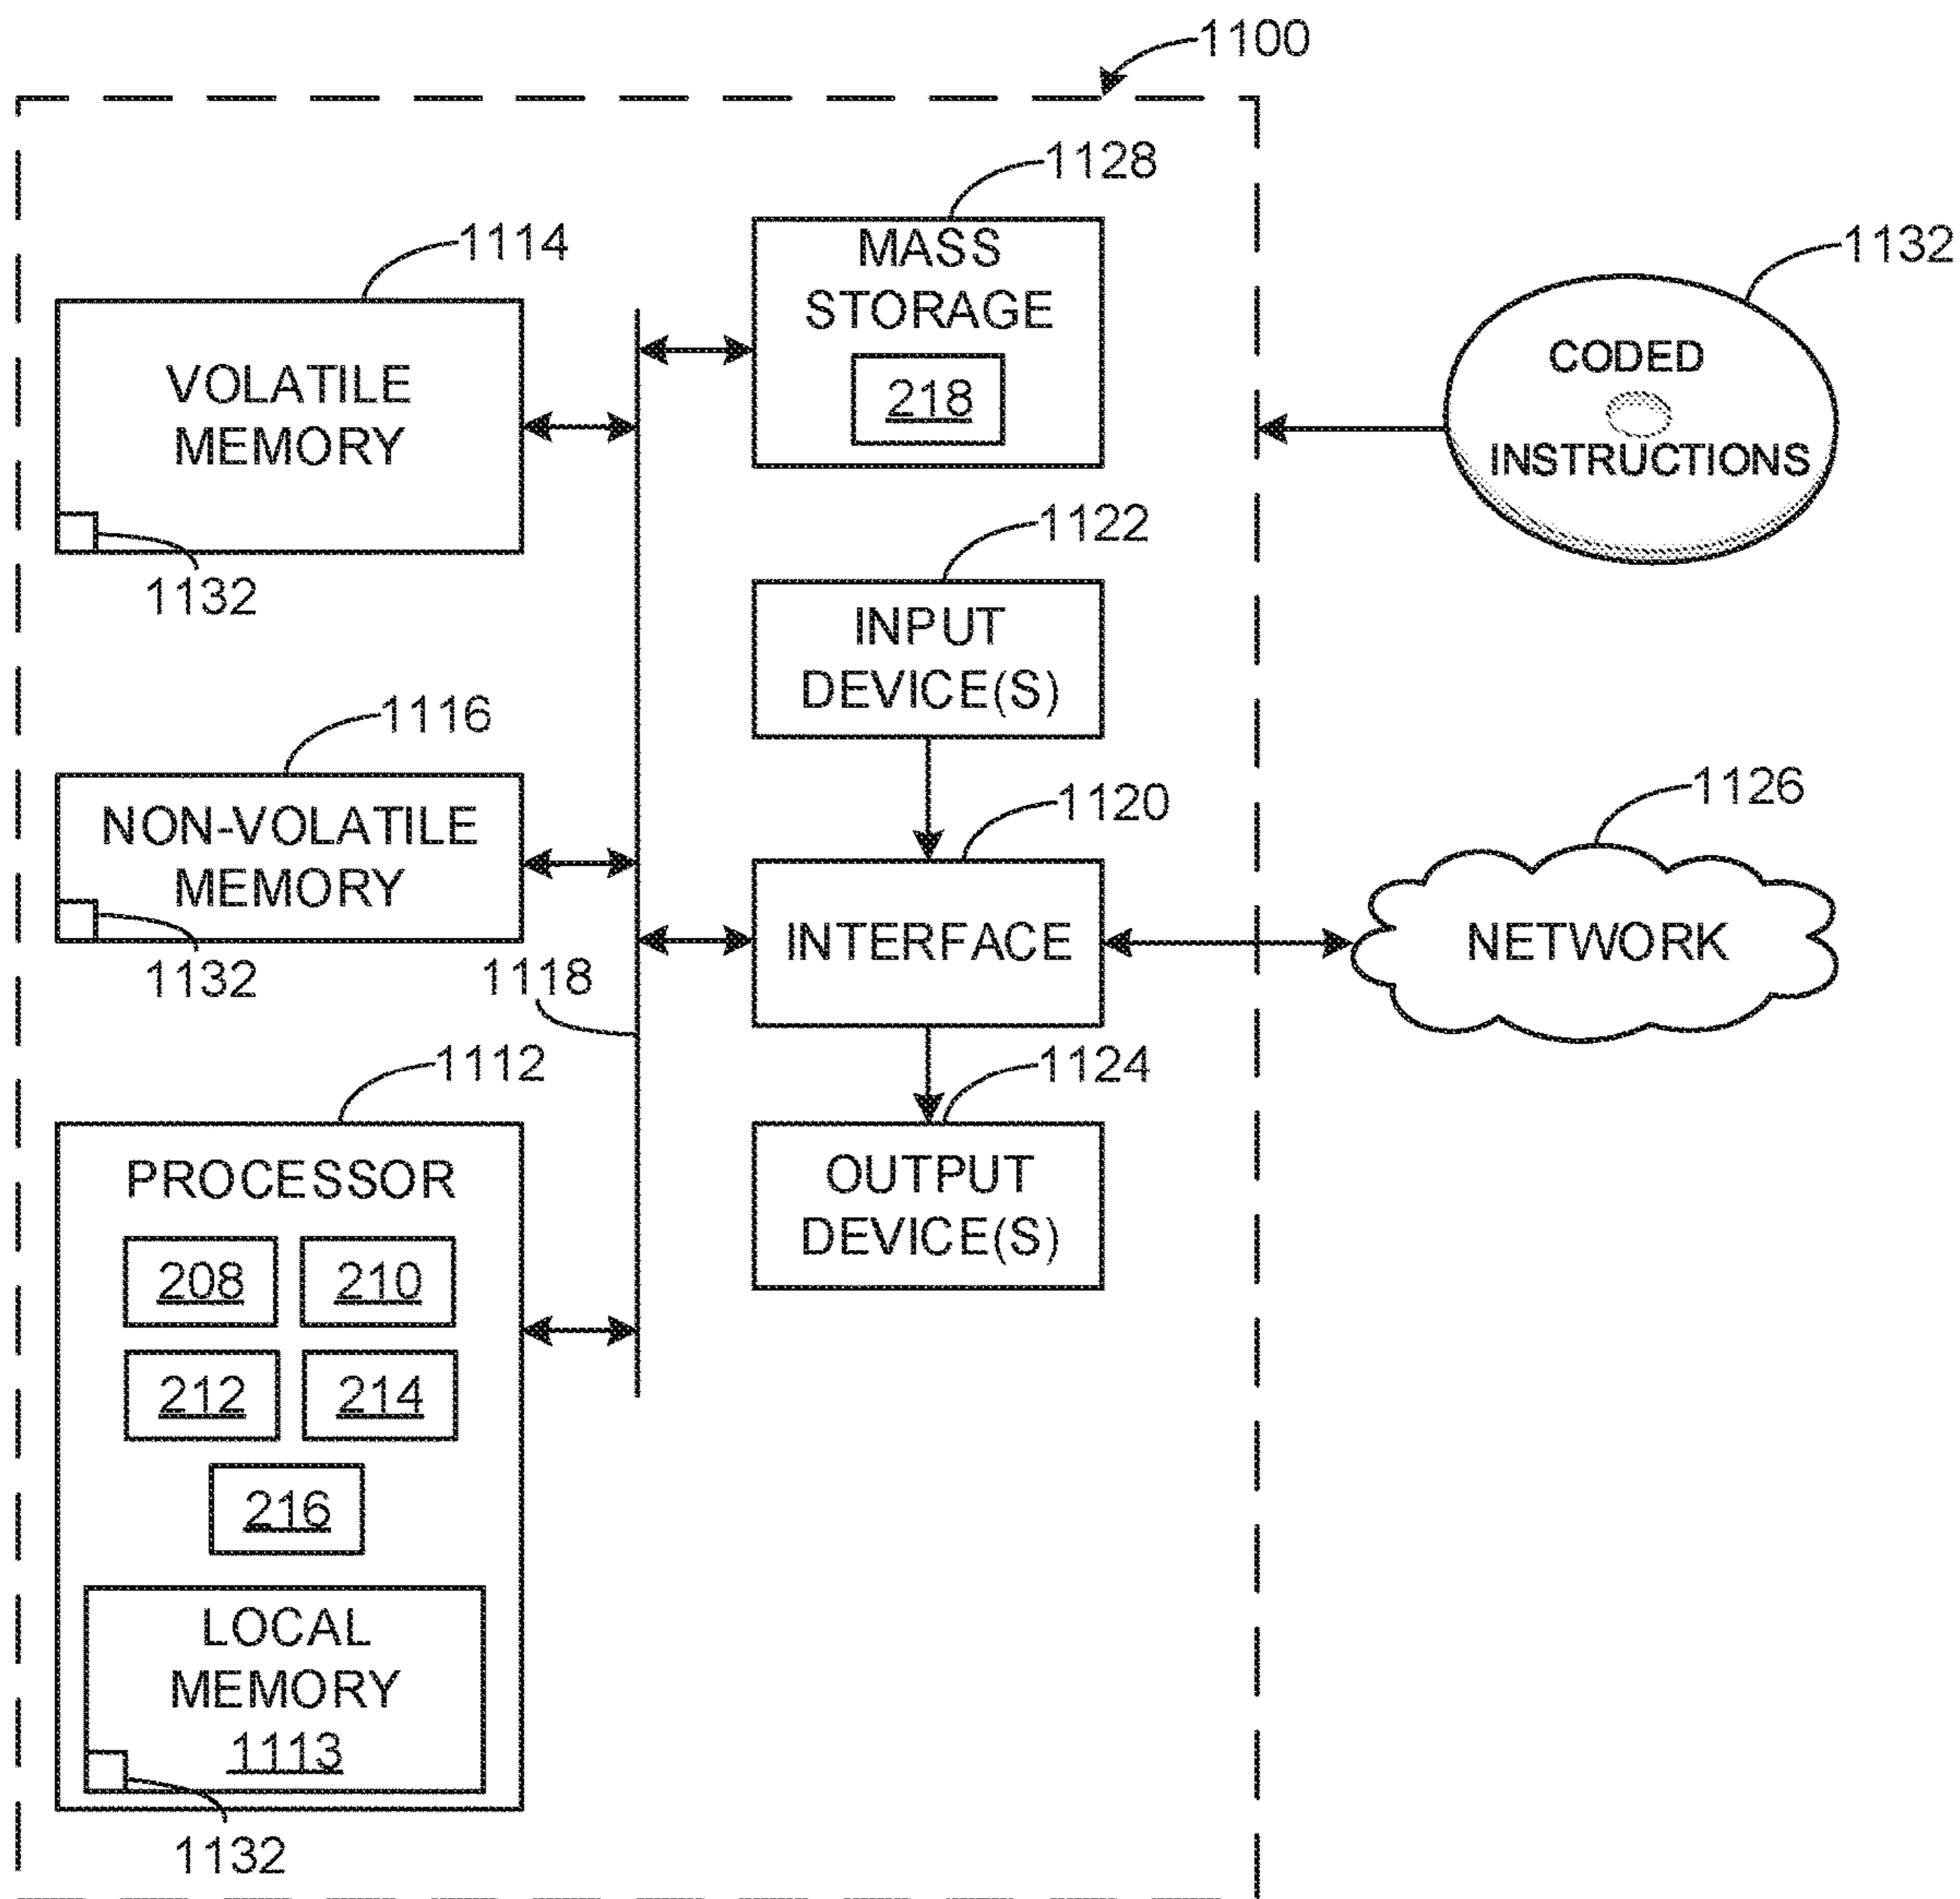 1100
1128
MASS
STORAGE
218
1114
VOLATILE
MEMORY
1132
1132
CODED
INSTRUCTIONS
1122
INPUT
DEVICE(S)
1116
NON-VOLATILE
MEMORY
1132
1118
1120
INTERFACE
1126
NETWORK
1112
PROCESSOR
208
210
212
214
216
LOCAL
MEMORY
1113
1132
1124
OUTPUT
DEVICE(S)